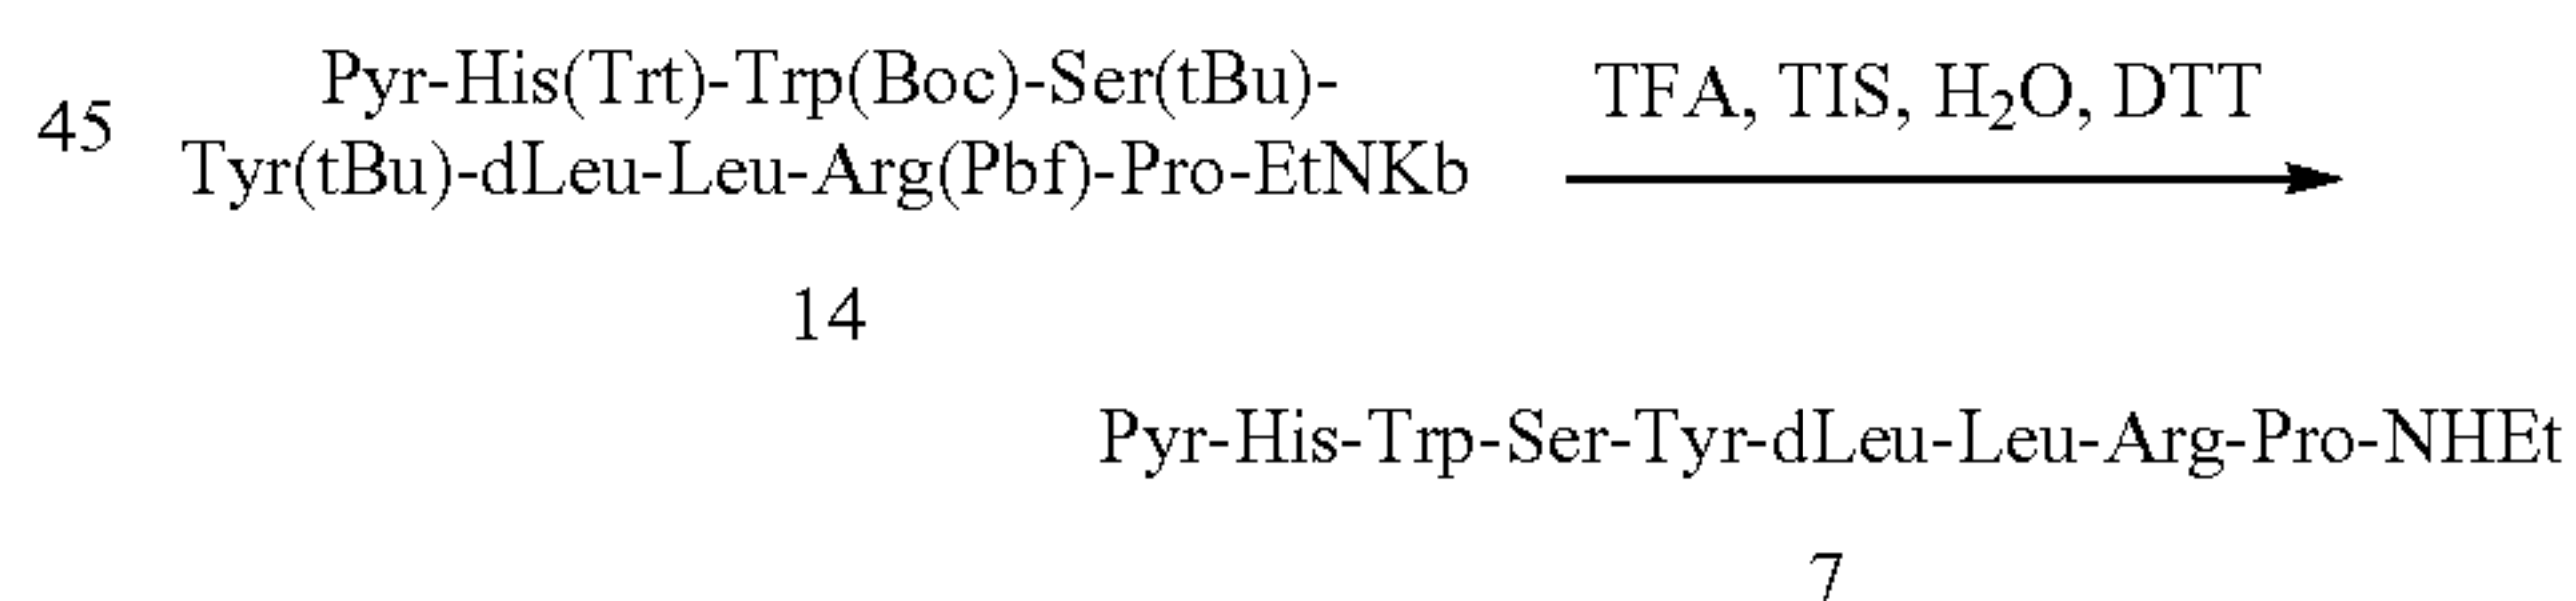 Pyr-His(Trt)-Trp(Boc)-Ser(tBu)-
45 Tyr(tBu)-dLeu-Leu-Arg(Pbf)-Pro-EtNKb
TFA, TIS, H₂O, DTT
14
Pyr-His-Trp-Ser-Tyr-dLeu-Leu-Arg-Pro-NHEt
7